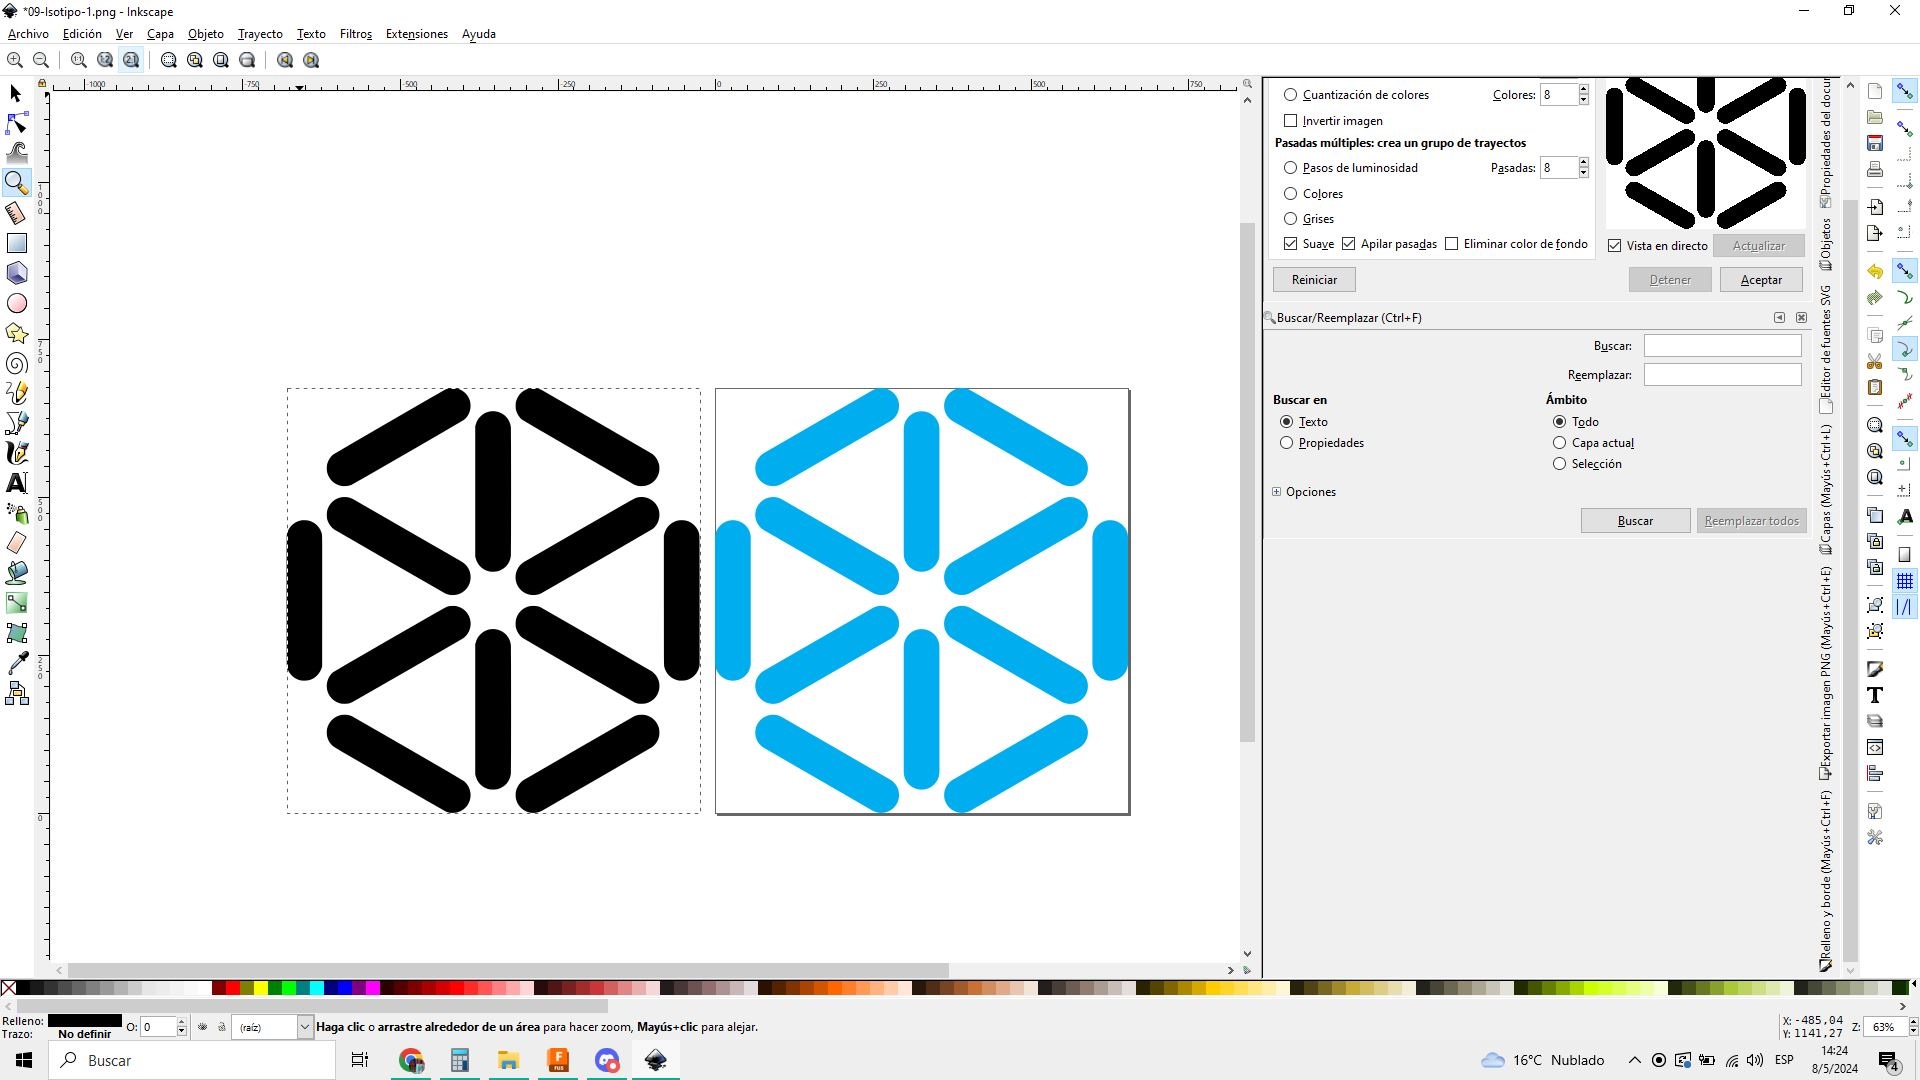 *09-Isotipo-1.png - Inkscape
Archivo Edición Ver Capa Objeto Trayecto Texto Filtros Extensiones Ayuda
-1000 -750 -500 -250 0 250 500 750
Cuantización de colores Colores: 8
Invertir imagen
Pasadas múltiples: crea un grupo de trayectos
Pasos de luminosidad Pasadas: 8
Colores
Grises
Suave Apilar pasadas Eliminar color de fondo Vista en directo Actualizar
Reiniciar Detener Aceptar
Buscar/Reemplazar (Ctrl+F)
Buscar:
Reemplazar:
Buscar en Ámbito
Texto Todo
Propiedades Capa actual
Selección
Opciones
Buscar Reemplazar todos
Propiedades del docum
Objetos
Editor de fuentes SVG
Capas (Mayús+Ctrl+L)
Exportar imagen PNG (Mayús+Ctrl+E)
Relleno y borde (Mayús+Ctrl+F)
1000
750
500
250
0
Relleno: O: 0 (raíz) Haga clic o arrastre alrededor de un área para hacer zoom, Mayús+clic para alejar. X: -485,04 Z: 63%
Trazo: No definir Y: 1141,27
Buscar 16°C Nublado ESP 14:24
8/5/2024 4